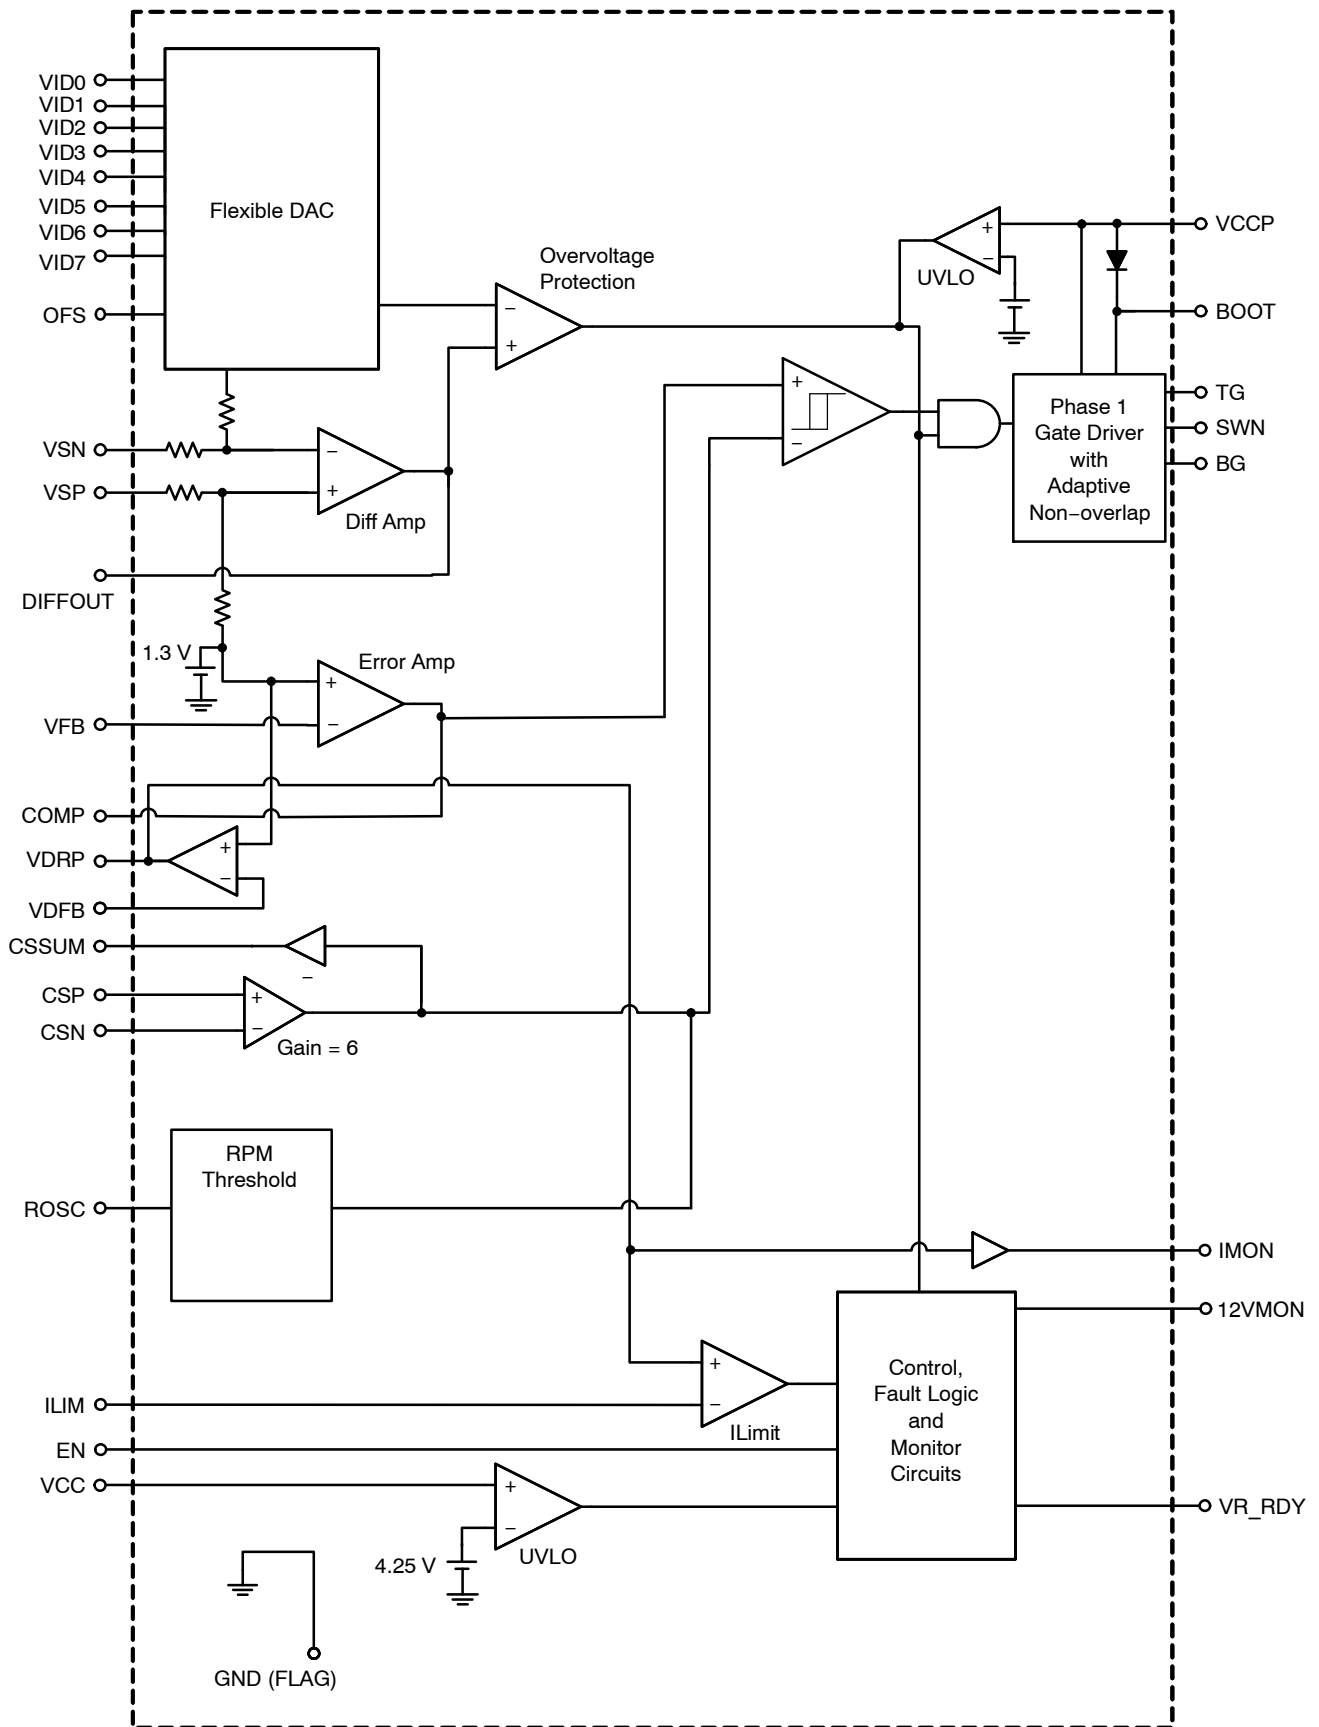 VID0
VID1
VID2
VID3
VID4
VID5
VID6
VID7
OFS
Flexible DAC
Overvoltage
Protection
−
+
+
−
UVLO
VCCP
BOOT
TG
SWN
BG
Phase 1
Gate Driver
with
Adaptive
Non−overlap
+
−
VSN
VSP
−
+
Diff Amp
DIFFOUT
1.3 V
Error Amp
+
−
VFB
COMP
VDRP
+
−
VDFB
CSSUM
−
CSP
CSN
+
−
Gain = 6
RPM
Threshold
ROSC
IMON
12VMON
Control,
Fault Logic
and
Monitor
Circuits
+
−
ILimit
ILIM
EN
VCC
+
−
UVLO
4.25 V
VR_RDY
GND (FLAG)